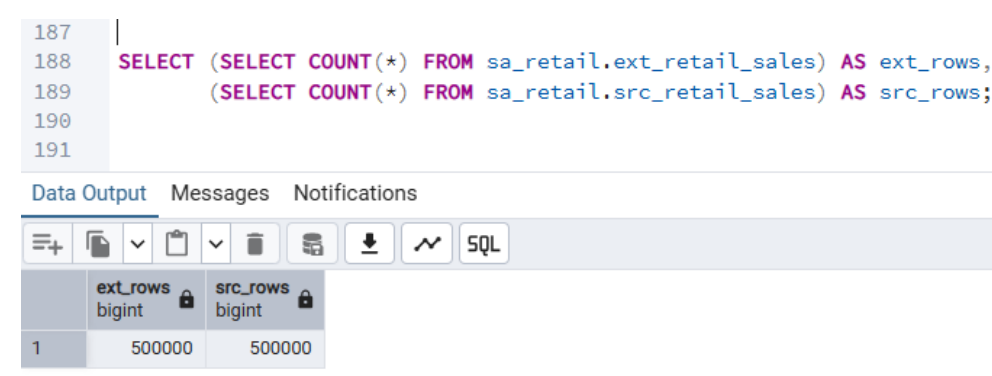 187
188 SELECT (SELECT COUNT(*) FROM sa_retail.ext_retail_sales) AS ext_rows,
189 (SELECT COUNT(*) FROM sa_retail.src_retail_sales) AS src_rows;
190
191
Data Output Messages Notifications
SQL
ext_rows src_rows
bigint bigint
1 500000 500000